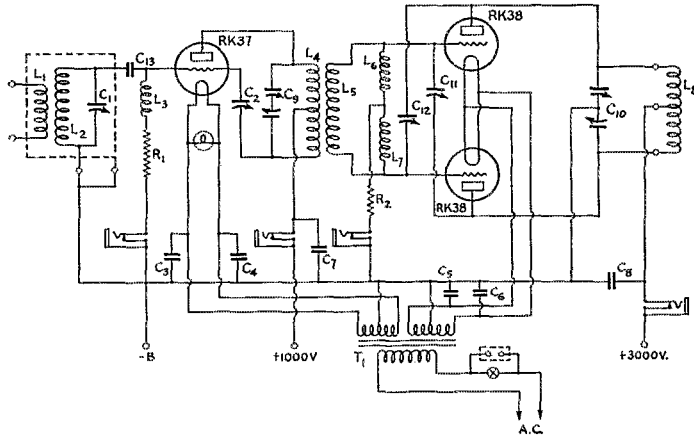 RK37
RK38
C13
L1
C1
L2
L3
R1
C2
C9
L4
L5
L6
L7
C11
C12
C10
L8
RK38
R2
C3
C4
C7
C5
C6
C8
T1
-B
+1000V
+3000V.
A.C.